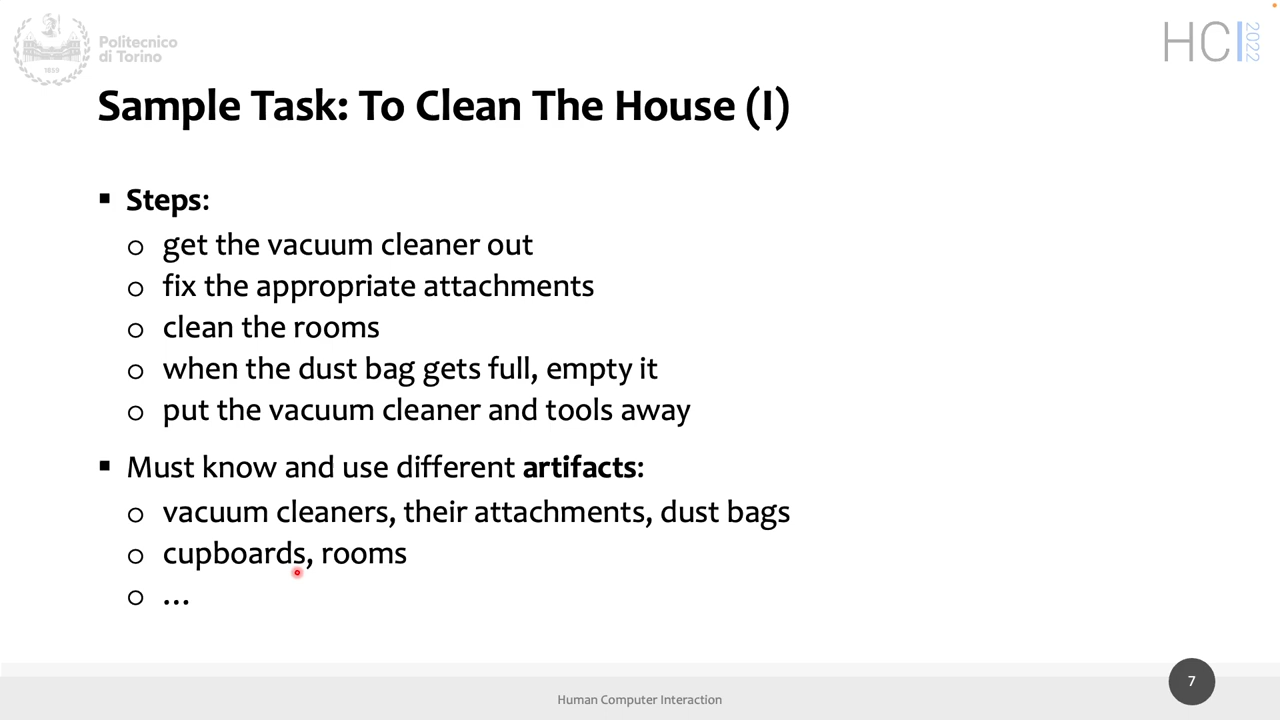 Politecnico
di Torino
1859
HCI 2022
Sample Task: To Clean The House (I)
▪ Steps:
o get the vacuum cleaner out
o fix the appropriate attachments
o clean the rooms
o when the dust bag gets full, empty it
o put the vacuum cleaner and tools away
▪ Must know and use different artifacts:
o vacuum cleaners, their attachments, dust bags
o cupboards, rooms
o ...
Human Computer Interaction
7